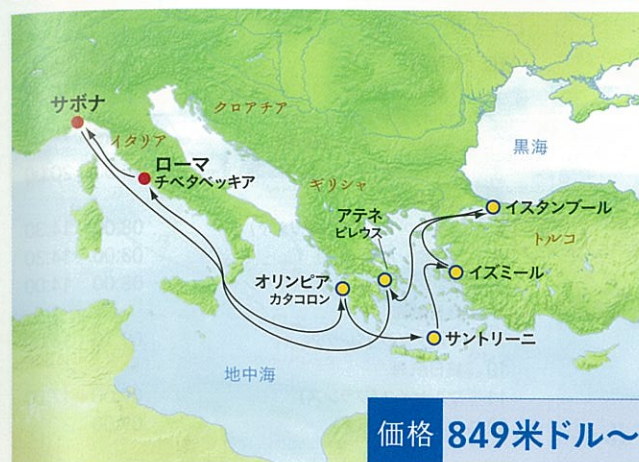 サボナ
クロアチア
イタリア
黒海
ローマ
チベタベッキア
ギリシャ
アテネ
ピレウス
イスタンブール
トルコ
イズミール
オリンピア
カタコロン
サントリーニ
地中海
価格 849米ドル～